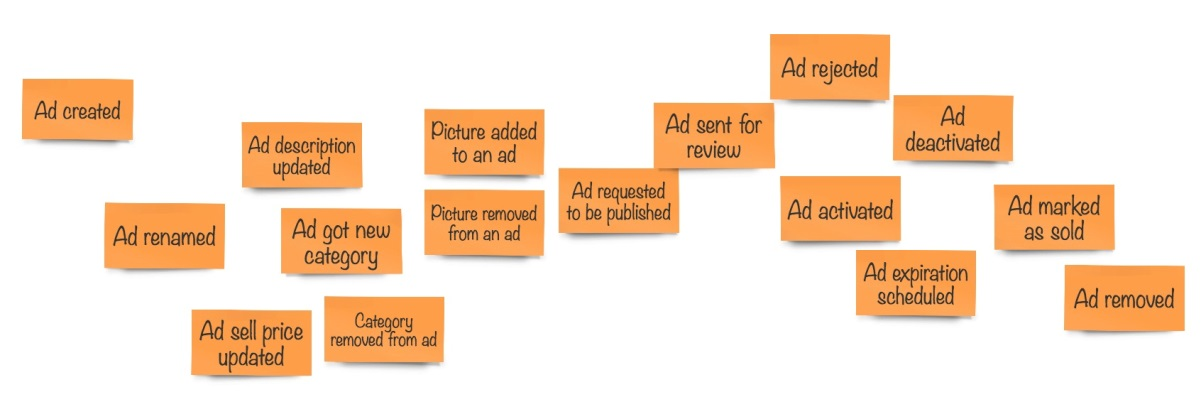 Ad created
Ad renamed
Ad description
updated
Ad sell price
updated
Ad got new
category
Category
removed from ad
Picture added
to an ad
Picture removed
from an ad
Ad requested
to be published
Ad sent for
review
Ad rejected
Ad activated
Ad
deactivated
Ad expiration
scheduled
Ad marked
as sold
Ad removed